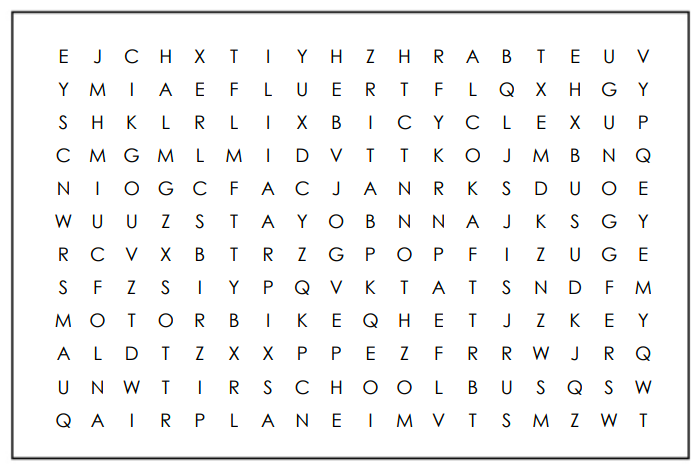 E J C H X T I Y H Z H R A B T E U V
Y M I A E F L U E R T F L Q X H G Y
S H K L R L I X B I C Y C L E X U P
C M G M L M I D V T T K O J M B N Q
N I O G C F A C J A N R K S D U O E
W U U Z S T A Y O B N N A J K S G Y
R C V X B T R Z G P O P F I Z U G E
S F Z S I Y P Q V K T A T S N D F M
M O T O R B I K E Q H E T J Z K E Y
A L D T Z X X P P E Z F R R W J R Q
U N W T I R S C H O O L B U S Q S W
Q A I R P L A N E I M V T S M Z W T